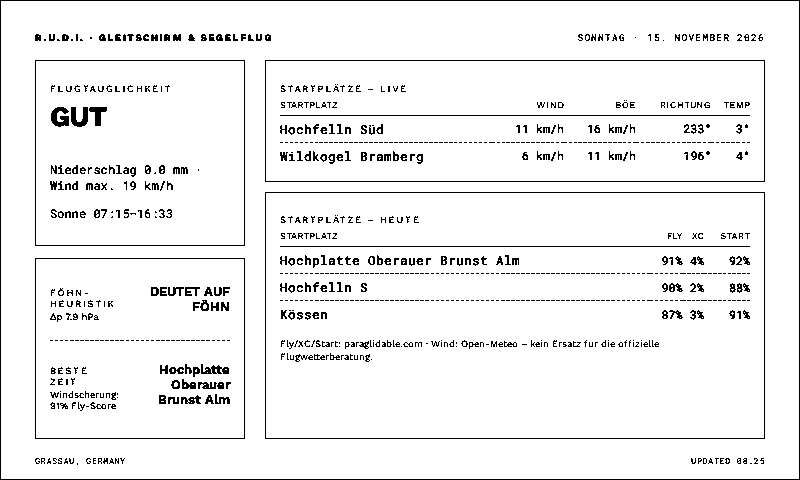 R.U.D.I. · GLEITSCHIRM & SEGELFLUG
SONNTAG · 15. NOVEMBER 2026
FLUGTAUGLICHKEIT
GUT
Niederschlag 0.0 mm ·
Wind max. 19 km/h
Sonne 07:15–16:33
FÖHN-
HEURISTIK
Δp 7.9 hPa
DEUTET AUF
FÖHN
BESTE
ZEIT
Windscherung:
91% Fly-Score
Hochplatte
Oberauer
Brunst Alm
STARTPLÄTZE – LIVE
STARTPLATZ WIND BÖE RICHTUNG TEMP
Hochfelln Süd 11 km/h 16 km/h 233° 3°
Wildkogel Bramberg 6 km/h 11 km/h 196° 4°
STARTPLÄTZE – HEUTE
STARTPLATZ FLY XC START
Hochplatte Oberauer Brunst Alm 91% 4% 92%
Hochfelln S 90% 2% 88%
Kössen 87% 3% 91%
Fly/XC/Start: paraglidable.com · Wind: Open-Meteo – kein Ersatz für die offizielle
Flugwetterberatung.
GRASSAU, GERMANY
UPDATED 08.25